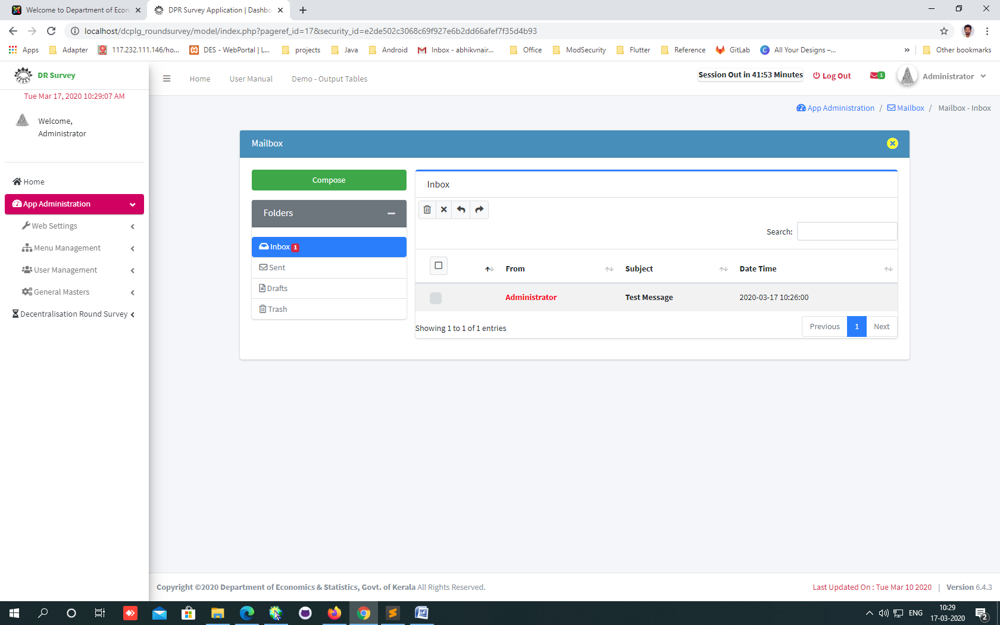 Welcome to Department of Econ
DPR Survey Application | Dashbo
localhost/dcplg_roundsurvey/model/index.php?pageref_id=17&security_id=e2de502c3068c69f927e6b2dd66afef7f35d4b93
Apps Adapter 117.232.111.146/ho... DES - WebPortal | L... projects Java Android Inbox - abhikvnair... Office ModSecurity Flutter Reference GitLab All Your Designs –... » Other bookmarks
DR Survey
Home User Manual Demo - Output Tables
Session Out in 41:53 Minutes Log Out 1 Administrator
Tue Mar 17, 2020 10:29:07 AM
Welcome,
Administrator
App Administration / Mailbox / Mailbox - Inbox
Home
App Administration
Web Settings
Menu Management
User Management
General Masters
Decentralisation Round Survey
Mailbox
Compose
Folders
Inbox 1
Sent
Drafts
Trash
Inbox
Search:
From Subject Date Time
Administrator Test Message 2020-03-17 10:26:00
Showing 1 to 1 of 1 entries
Previous 1 Next
Copyright ©2020 Department of Economics & Statistics, Govt. of Kerala All Rights Reserved.
Last Updated On : Tue Mar 10 2020 | Version 6.4.3
ENG
10:29
17-03-2020
2